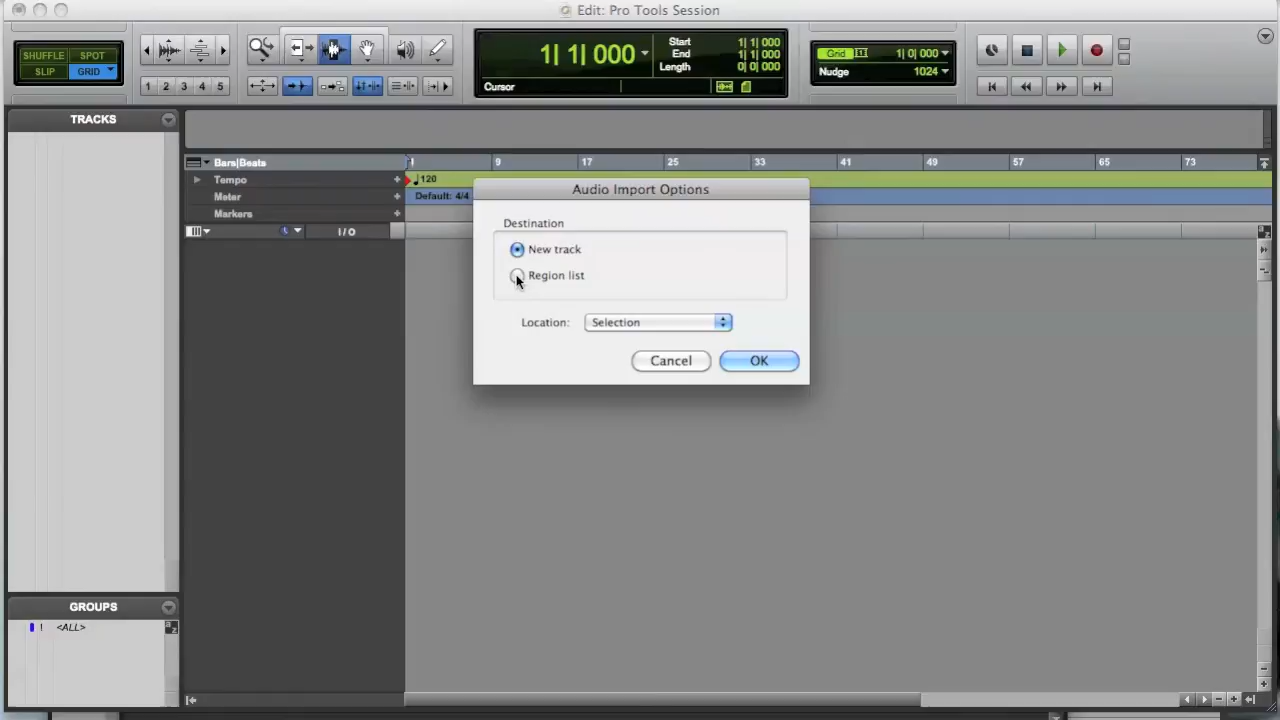 Edit: Pro Tools Session
SHUFFLE SPOT
SLIP GRID
1 2 3 4 5
1| 1| 000
Cursor
Start 1| 1| 000
End 1| 1| 000
Length 0| 0| 000
Grid 1| 0| 000
Nudge 1024
TRACKS
Bars|Beats
1 9 17 25 33 41 49 57 65 73
Tempo
120
Meter
Default: 4/4
Markers
I/O
Audio Import Options
Destination
New track
Region list
Location: Selection
Cancel OK
GROUPS
! <ALL>
a z